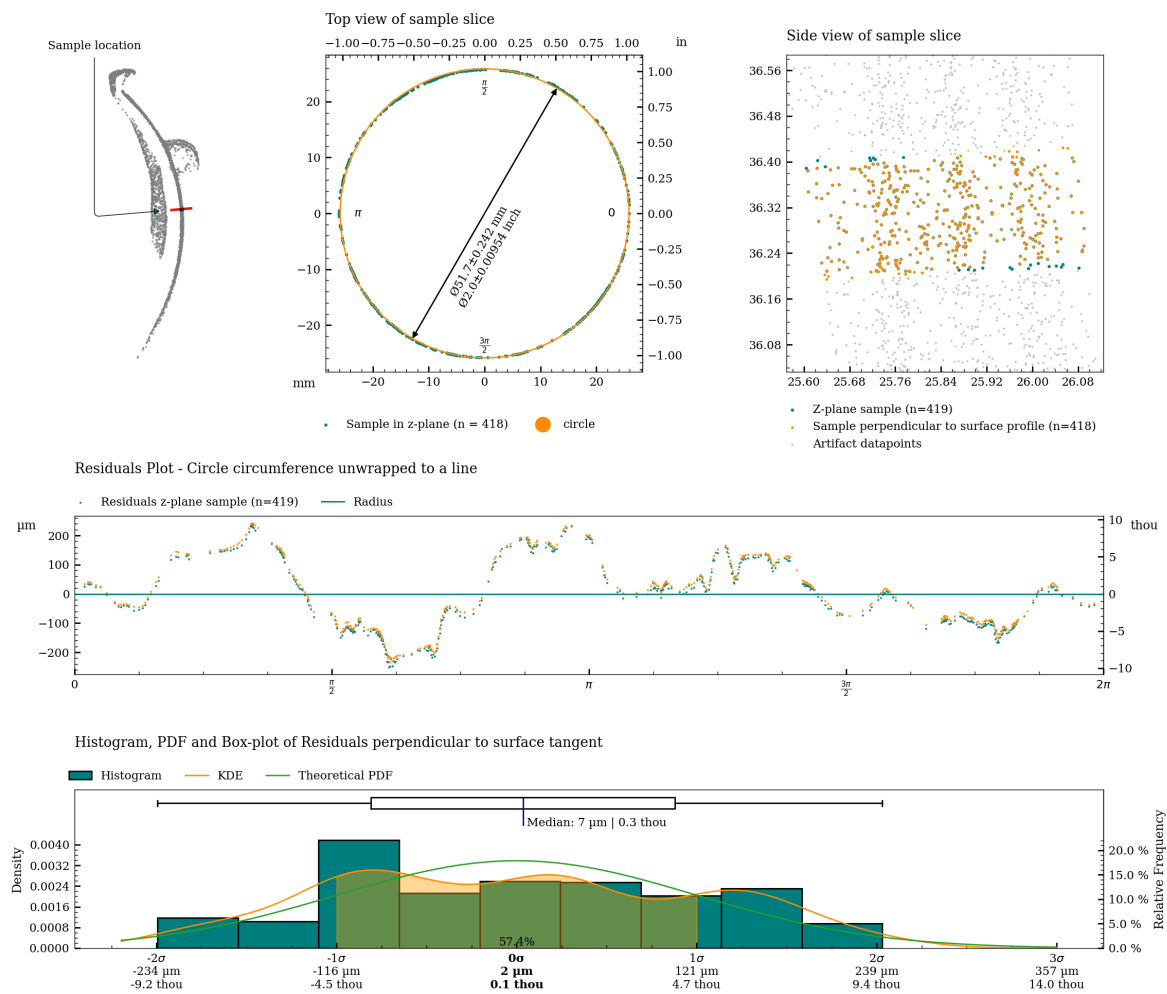 Sample location
Top view of sample slice
−1.00 −0.75 −0.50 −0.25 0.00 0.25 0.50 0.75 1.00 in
20
10
0
−10
−20
mm
−20 −10 0 10 20
1.00
0.75
0.50
0.25
0.00
−0.25
−0.50
−0.75
−1.00
π/2
π
0
3π/2
Ø51.7±0.242 mm
Ø2.0±0.00954 inch
Sample in z-plane (n = 418) circle
Side view of sample slice
36.56
36.48
36.40
36.32
36.24
36.16
36.08
25.60 25.68 25.76 25.84 25.92 26.00 26.08
Z-plane sample (n=419)
Sample perpendicular to surface profile (n=418)
Artifact datapoints
Residuals Plot - Circle circumference unwrapped to a line
Residuals z-plane sample (n=419) Radius
µm
200
100
0
−100
−200
thou
10
5
0
−5
−10
0 π/2 π 3π/2 2π
Histogram, PDF and Box-plot of Residuals perpendicular to surface tangent
Histogram KDE Theoretical PDF
Median: 7 µm | 0.3 thou
Density
0.0040
0.0032
0.0024
0.0016
0.0008
0.0000
Relative Frequency
20.0 %
15.0 %
10.0 %
5.0 %
0.0 %
57.4%
-2σ -1σ 0σ 1σ 2σ 3σ
-234 µm -116 µm 2 µm 121 µm 239 µm 357 µm
-9.2 thou -4.5 thou 0.1 thou 4.7 thou 9.4 thou 14.0 thou